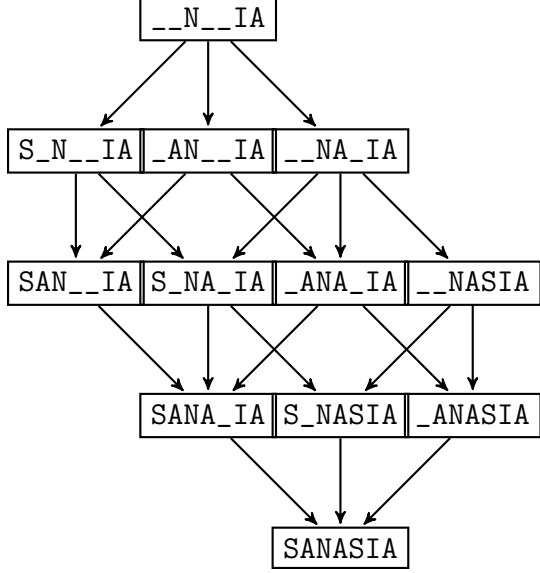 __N__IA
S_N__IA _AN__IA __NA_IA
SAN__IA S_NA_IA _ANA_IA __NASIA
SANA_IA S_NASIA _ANASIA
SANASIA